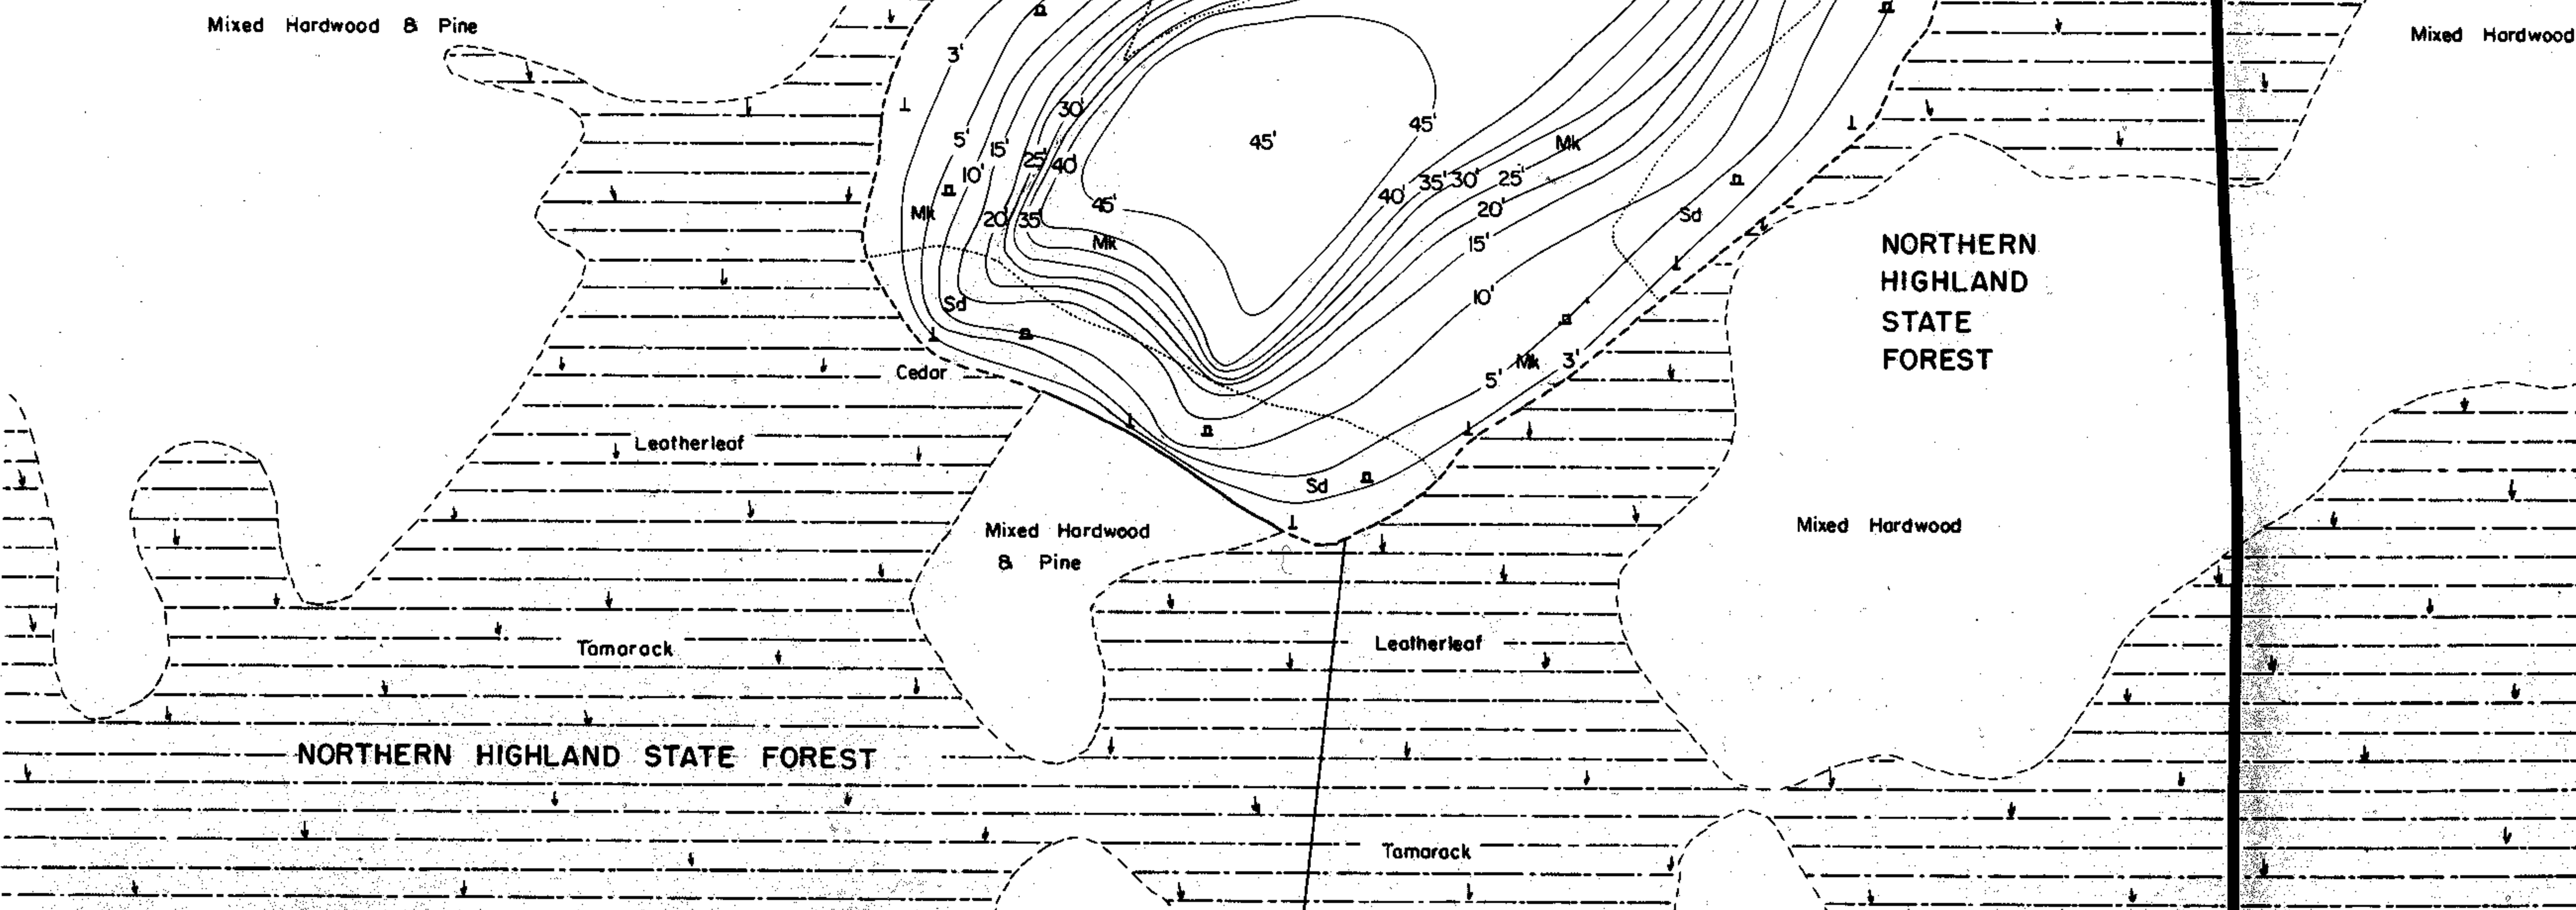 Mixed Hardwood & Pine
Mixed Hardwood
3'
30'
45'
45'
5'
15'
25'
40'
Mk
10'
35'
30'
25'
40'
45'
20'
Mk
20'
35'
Sd
Mk
15'
NORTHERN
HIGHLAND
STATE
FOREST
10'
Sd
Mk
3'
5'
Cedar
Leatherleaf
Sd
Mixed Hardwood
& Pine
Mixed Hardwood
Tamarack
Leatherleaf
NORTHERN HIGHLAND STATE FOREST
Tamarack